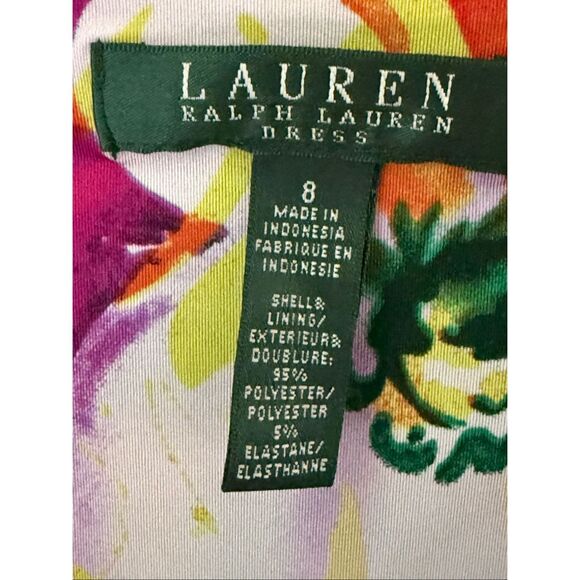 LAUREN
RALPH LAUREN
DRESS
8
MADE IN
INDONESIA
FABRIQUE EN
INDONESIE
SHELL&
LINING/
EXTERIEUR&
DOUBLURE:
95%
POLYESTER/
POLYESTER
5%
ELASTANE/
ELASTHANNE